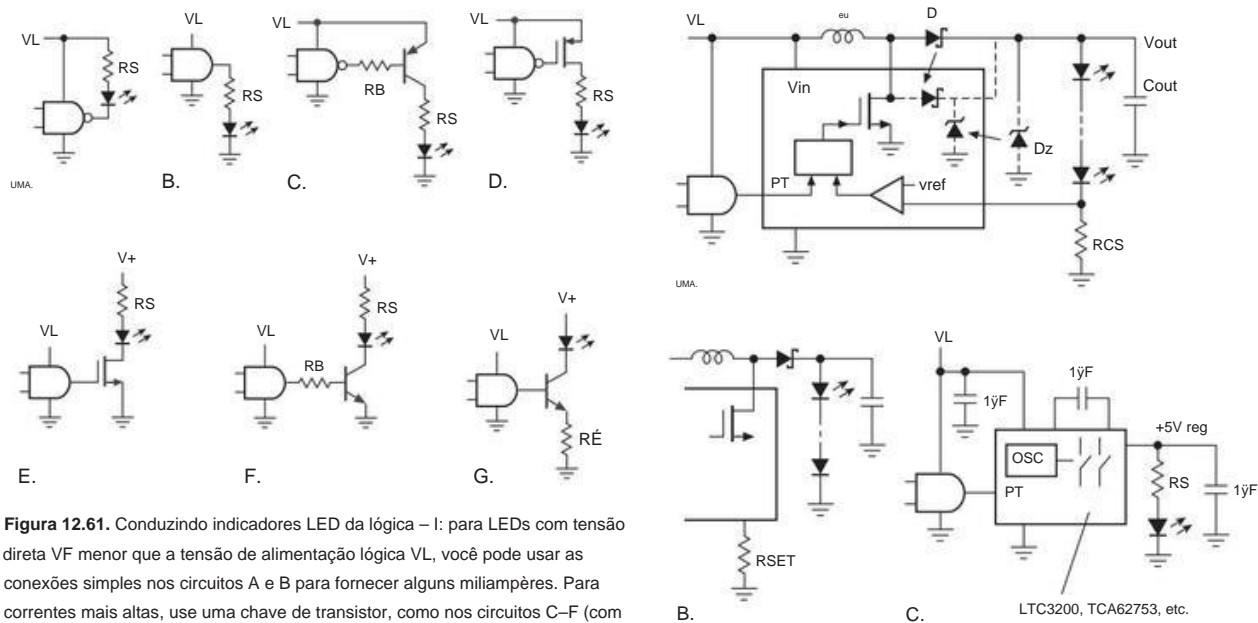 VL
RS
UMA.
VL
RS
B.
VL
RB
RS
C.
VL
RS
D.
V+
RS
VL
E.
V+
RS
VL
RB
F.
V+
VL
RÉ
G.
Figura 12.61. Conduzindo indicadores LED da lógica – I: para LEDs com tensão
direta VF menor que a tensão de alimentação lógica VL, você pode usar as
conexões simples nos circuitos A e B para fornecer alguns miliampères. Para
correntes mais altas, use uma chave de transistor, como nos circuitos C–F (com
VL
eu
D
Vout
Cout
Vin
Dz
PT
vref
RCS
UMA.
RSET
B.
VL
1ÿF
1ÿF
+5V reg
OSC
PT
RS
1ÿF
C.
LTC3200, TCA62753, etc.